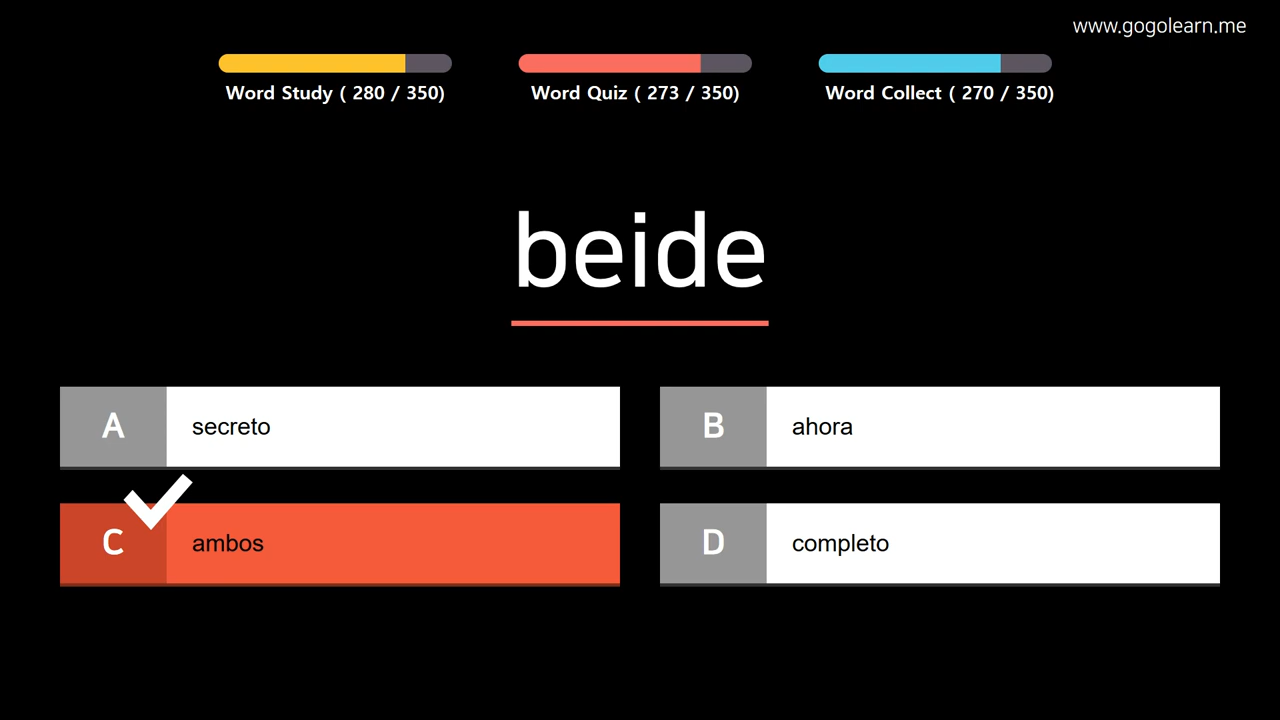 www.gogolearn.me
Word Study ( 280 / 350)
Word Quiz ( 273 / 350)
Word Collect ( 270 / 350)
beide
A
secreto
B
ahora
C
ambos
D
completo